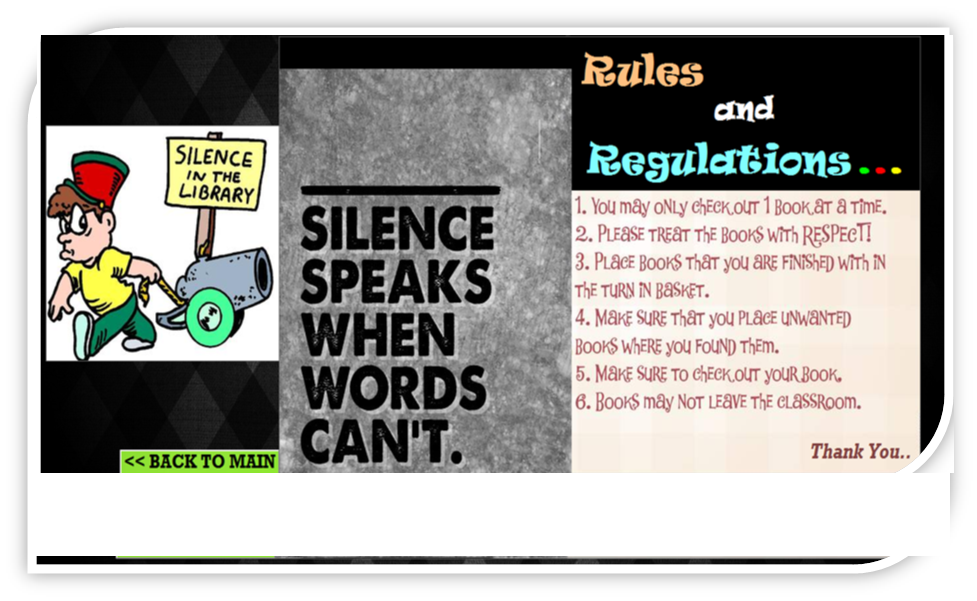 SILENCE
IN THE
LIBRARY
<< BACK TO MAIN
SILENCE
SPEAKS
WHEN
WORDS
CAN'T.
Rules
and
Regulations...
1. You may only check out 1 Book at a time.
2. Please treat the Books with RESPECT!
3. Place Books that you are finished with in
the turn in Basket.
4. Make sure that you place unwanted
Books where you found them.
5. Make sure to check out your Book.
6. Books may not leave the classroom.
Thank You..